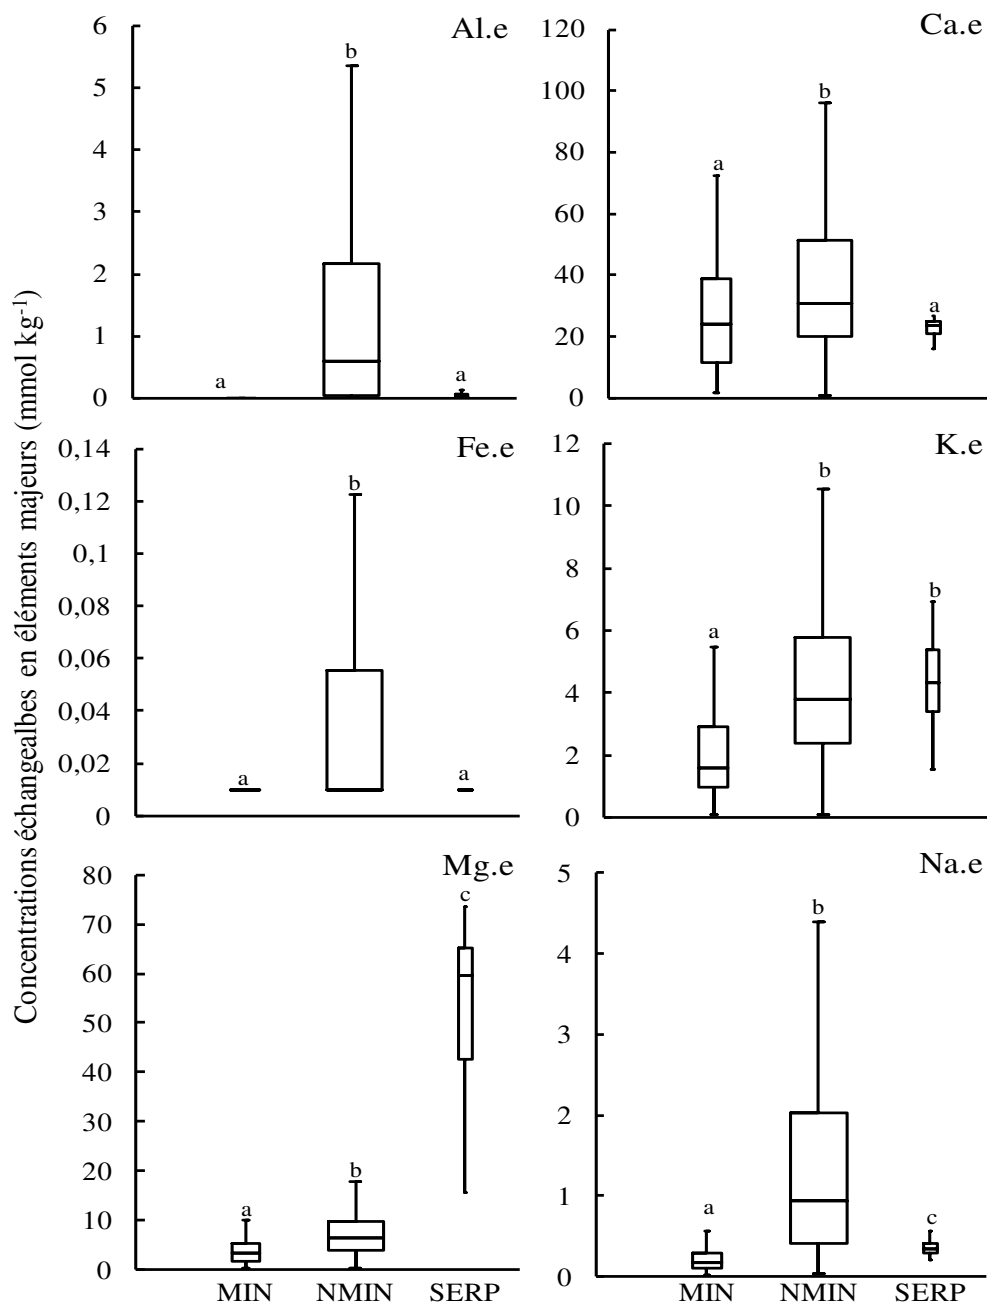 Concentrations échangealbes en éléments majeurs (mmol kg-1)
Al.e
6
5
4
3
2
1
0
a
b
a
Ca.e
120
100
80
60
40
20
0
a
b
a
Fe.e
0,14
0,12
0,1
0,08
0,06
0,04
0,02
0
a
b
a
K.e
12
10
8
6
4
2
0
a
b
b
Mg.e
80
70
60
50
40
30
20
10
0
a
b
c
MIN NMIN SERP
Na.e
5
4
3
2
1
0
a
b
c
MIN NMIN SERP